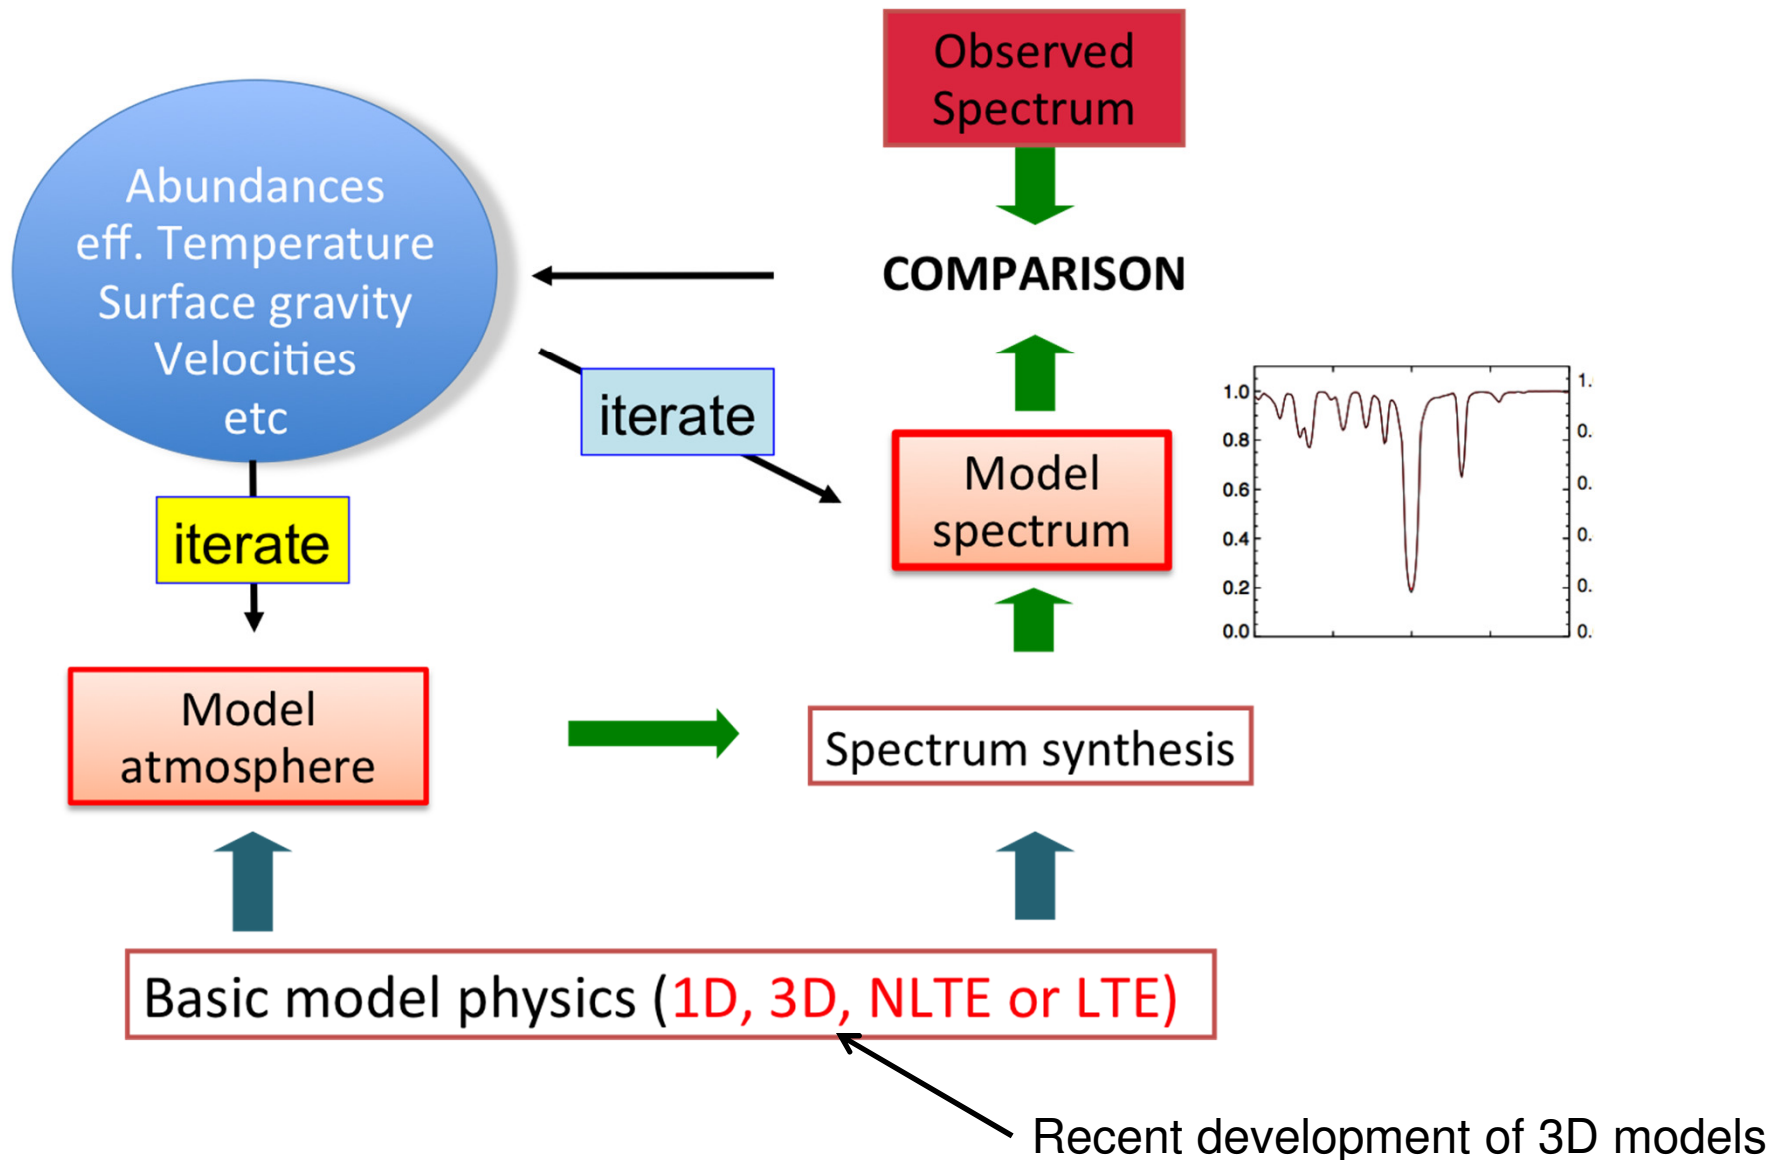 Observed
Spectrum
Abundances
eff. Temperature
Surface gravity
Velocities
etc
COMPARISON
iterate
iterate
Model
spectrum
1.0
0.8
0.6
0.4
0.2
0.0
1.
0.
0.
0.
0.
0.
Model
atmosphere
Spectrum synthesis
Basic model physics (1D, 3D, NLTE or LTE)
Recent development of 3D models